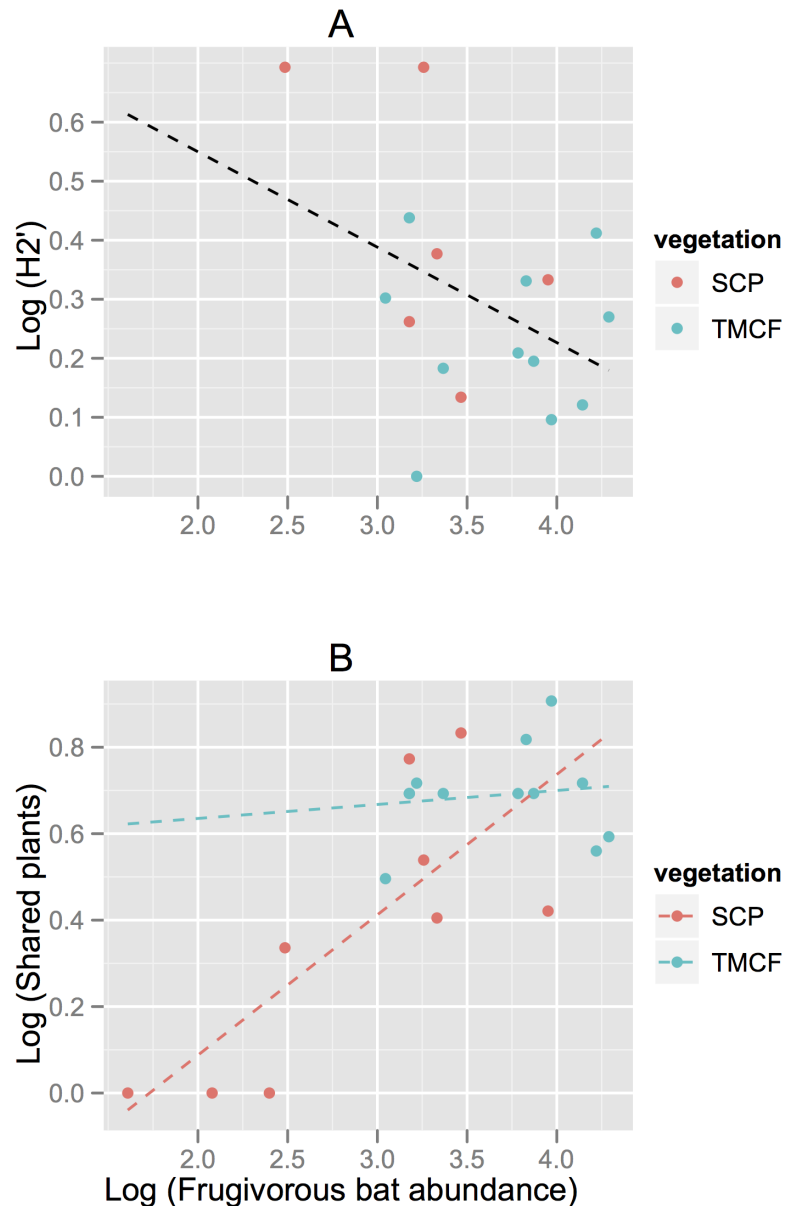 A
Log (H2')
0.6
0.5
0.4
0.3
0.2
0.1
0.0
2.0 2.5 3.0 3.5 4.0
vegetation
SCP
TMCF
B
Log (Shared plants)
0.8
0.6
0.4
0.2
0.0
2.0 2.5 3.0 3.5 4.0
Log (Frugivorous bat abundance)
vegetation
SCP
TMCF